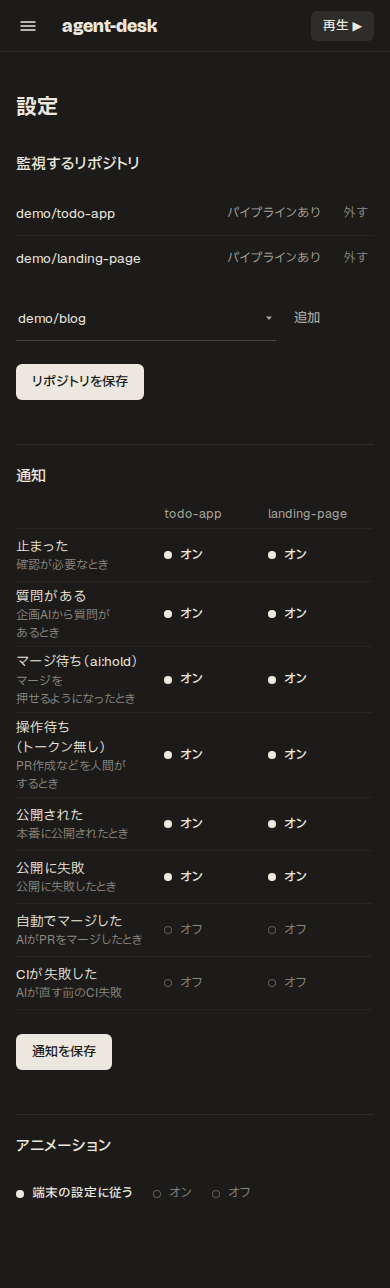 agent-desk
再生 ▶
設定
監視するリポジトリ
demo/todo-app パイプラインあり 外す
demo/landing-page パイプラインあり 外す
demo/blog 追加
リポジトリを保存
通知
todo-app landing-page
止まった
確認が必要なとき
オン オン
質問がある
企画AIから質問が
あるとき
オン オン
マージ待ち(ai:hold)
マージを
押せるようになったとき
オン オン
操作待ち
(トークン無し)
PR作成などを人間が
するとき
オン オン
公開された
本番に公開されたとき
オン オン
公開に失敗
公開に失敗したとき
オン オン
自動でマージした
AIがPRをマージしたとき
オフ オフ
CIが失敗した
AIが直す前のCI失敗
オフ オフ
通知を保存
アニメーション
端末の設定に従う オン オフ